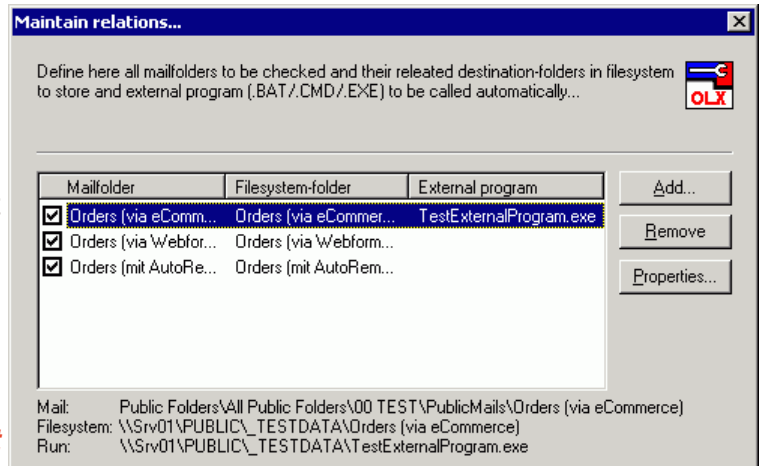 Maintain relations...
Define here all mailfolders to be checked and their releated destination-folders in filesystem
to store and external program (.BAT/.CMD/.EXE) to be called automatically...
OLX
Mailfolder Filesystem-folder External program
Orders (via eComm... Orders (via eCommer... TestExternalProgram.exe
Orders (via Webfor... Orders (via Webform...
Orders (mit AutoRe... Orders (mit AutoRem...
Add...
Remove
Properties...
Mail: Public Folders\All Public Folders\00 TEST\PublicMails\Orders (via eCommerce)
Filesystem: \\Srv01\PUBLIC\_TESTDATA\Orders (via eCommerce)
Run: \\Srv01\PUBLIC\_TESTDATA\TestExternalProgram.exe